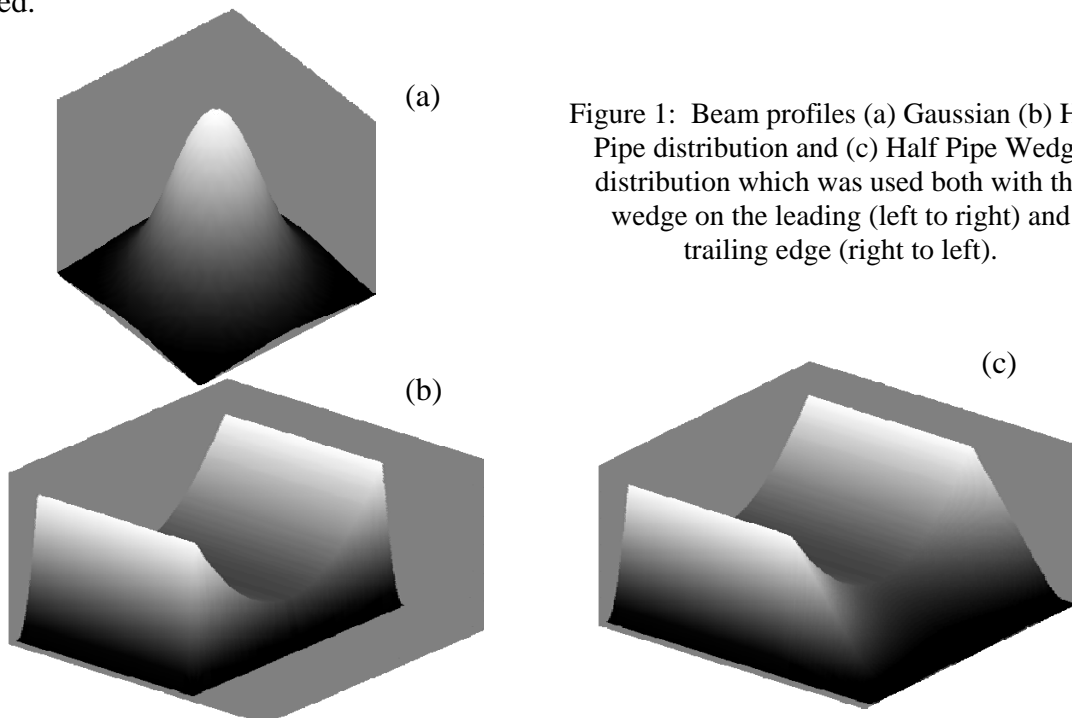 ed.
(a)
Figure 1: Beam profiles (a) Gaussian (b) H
Pipe distribution and (c) Half Pipe Wedg
distribution which was used both with th
wedge on the leading (left to right) and
trailing edge (right to left).
(b)
(c)